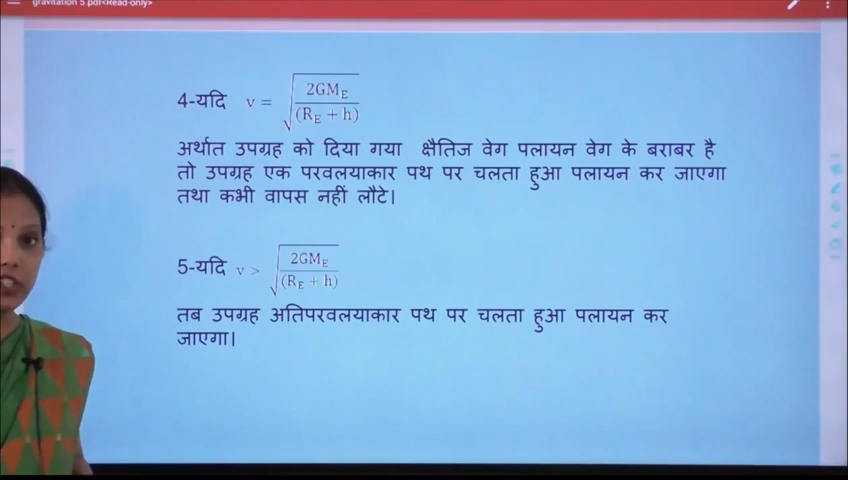 gravitation 5.pdf<Read-only>
4-यदि v = √(2GM_E / (R_E + h))
अर्थात उपग्रह को दिया गया क्षैतिज वेग पलायन वेग के बराबर है
तो उपग्रह एक परवलयाकार पथ पर चलता हुआ पलायन कर जाएगा
तथा कभी वापस नहीं लौटे।
5-यदि v > √(2GM_E / (R_E + h))
तब उपग्रह अतिपरवलयाकार पथ पर चलता हुआ पलायन कर
जाएगा।